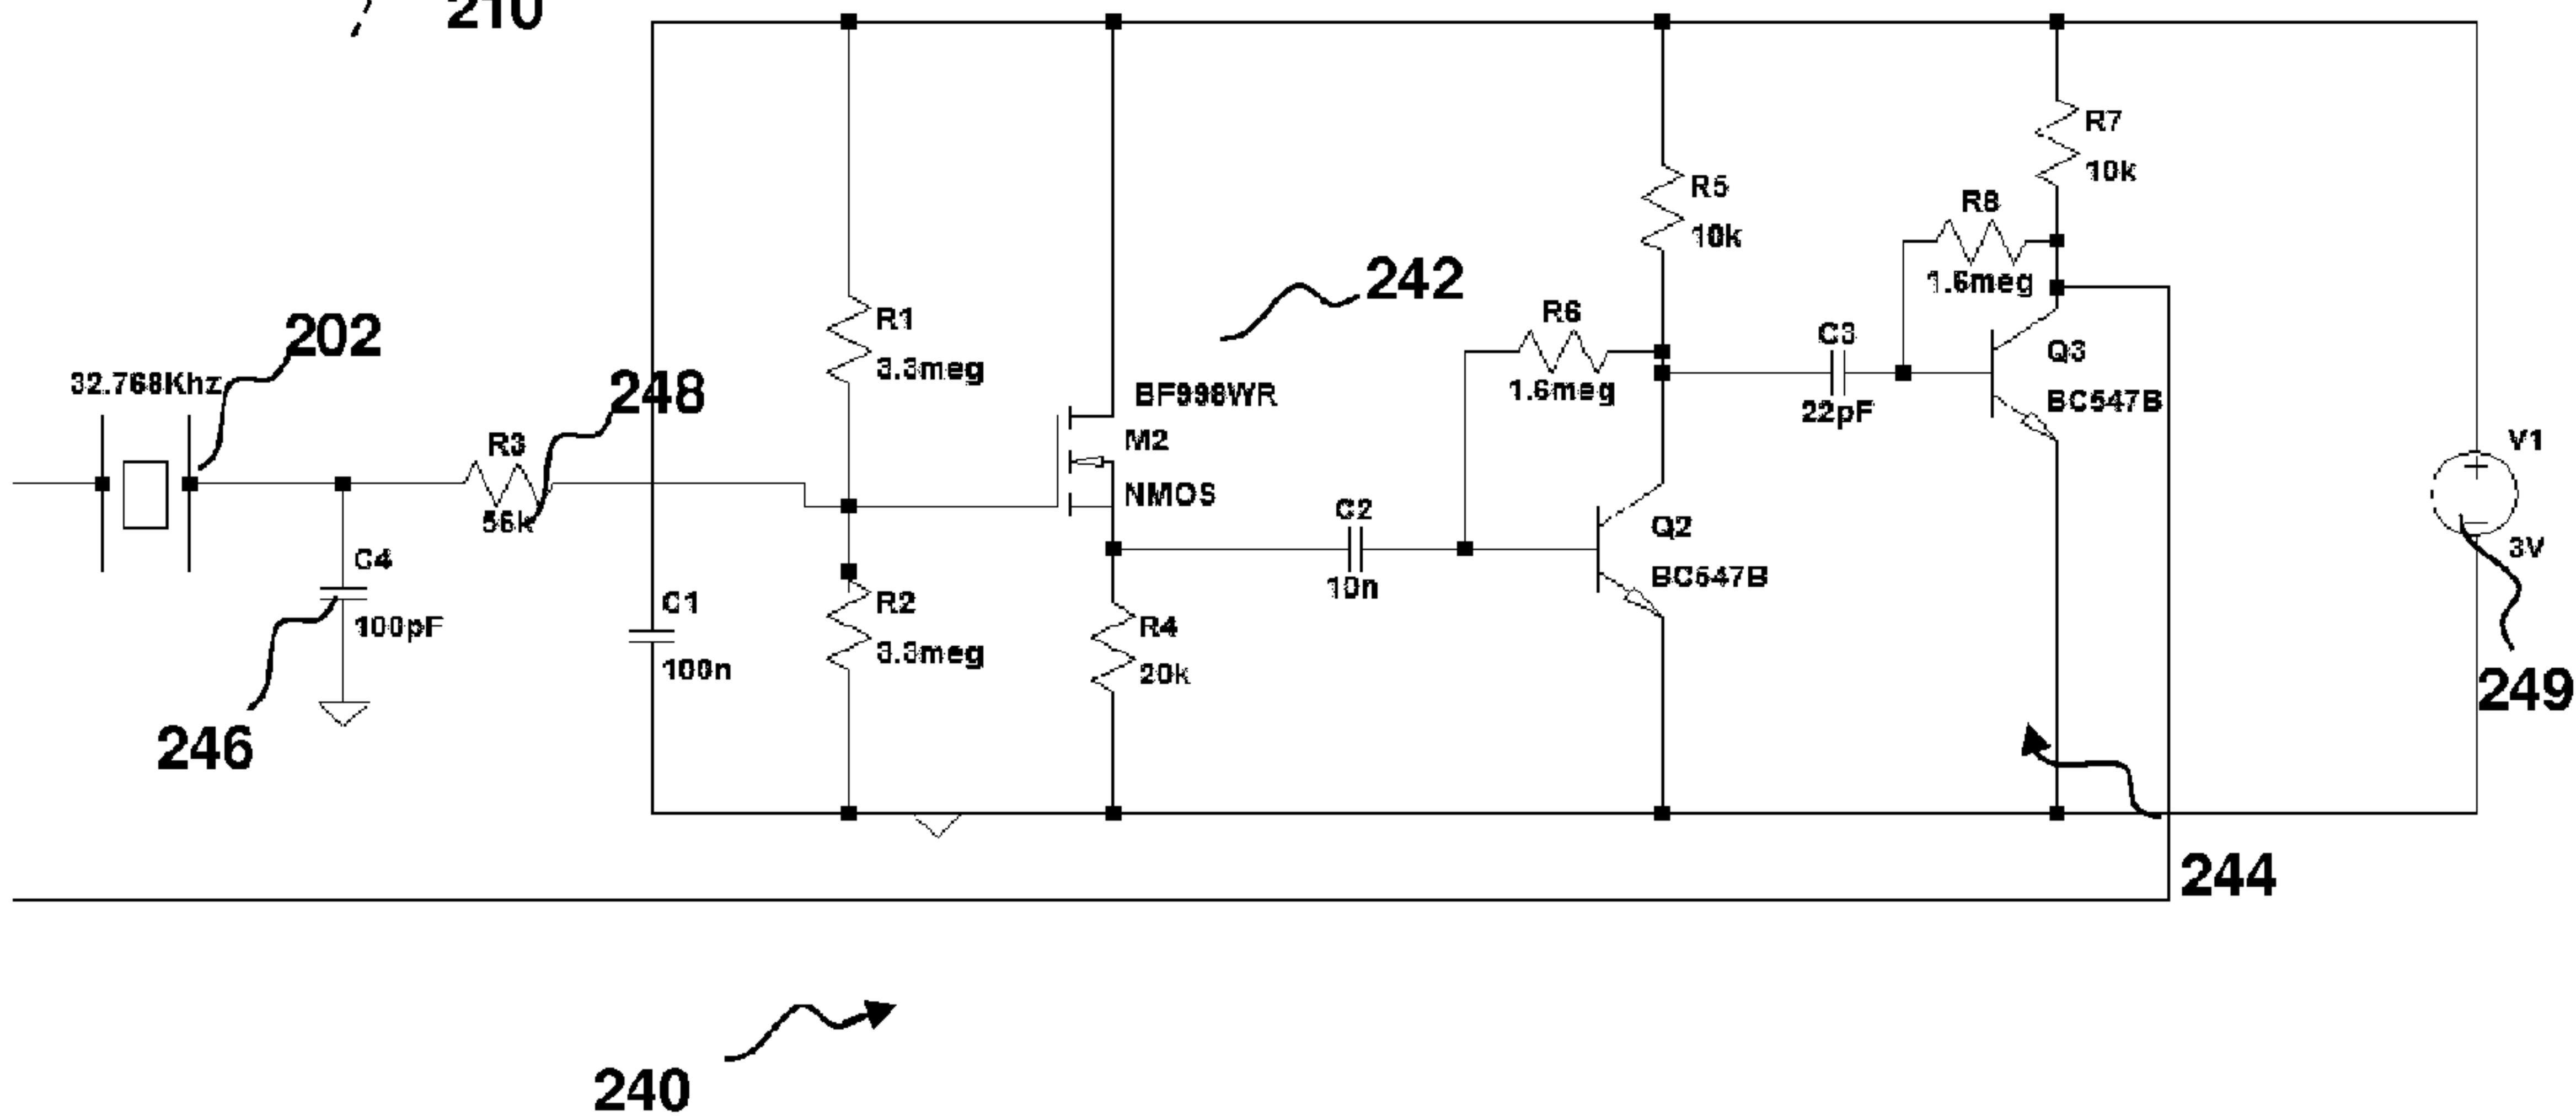 210
R7
10k
R5
10k
R8
1.6meg
242
R6
1.6meg
C3
22pF
Q3
BC547B
R1
3.3meg
202
32.768Khz
248
R3
56k
BF998WR
M2
NMOS
V1
3V
C2
10n
Q2
BC547B
C4
100pF
C1
100n
R2
3.3meg
R4
20k
246
249
244
240